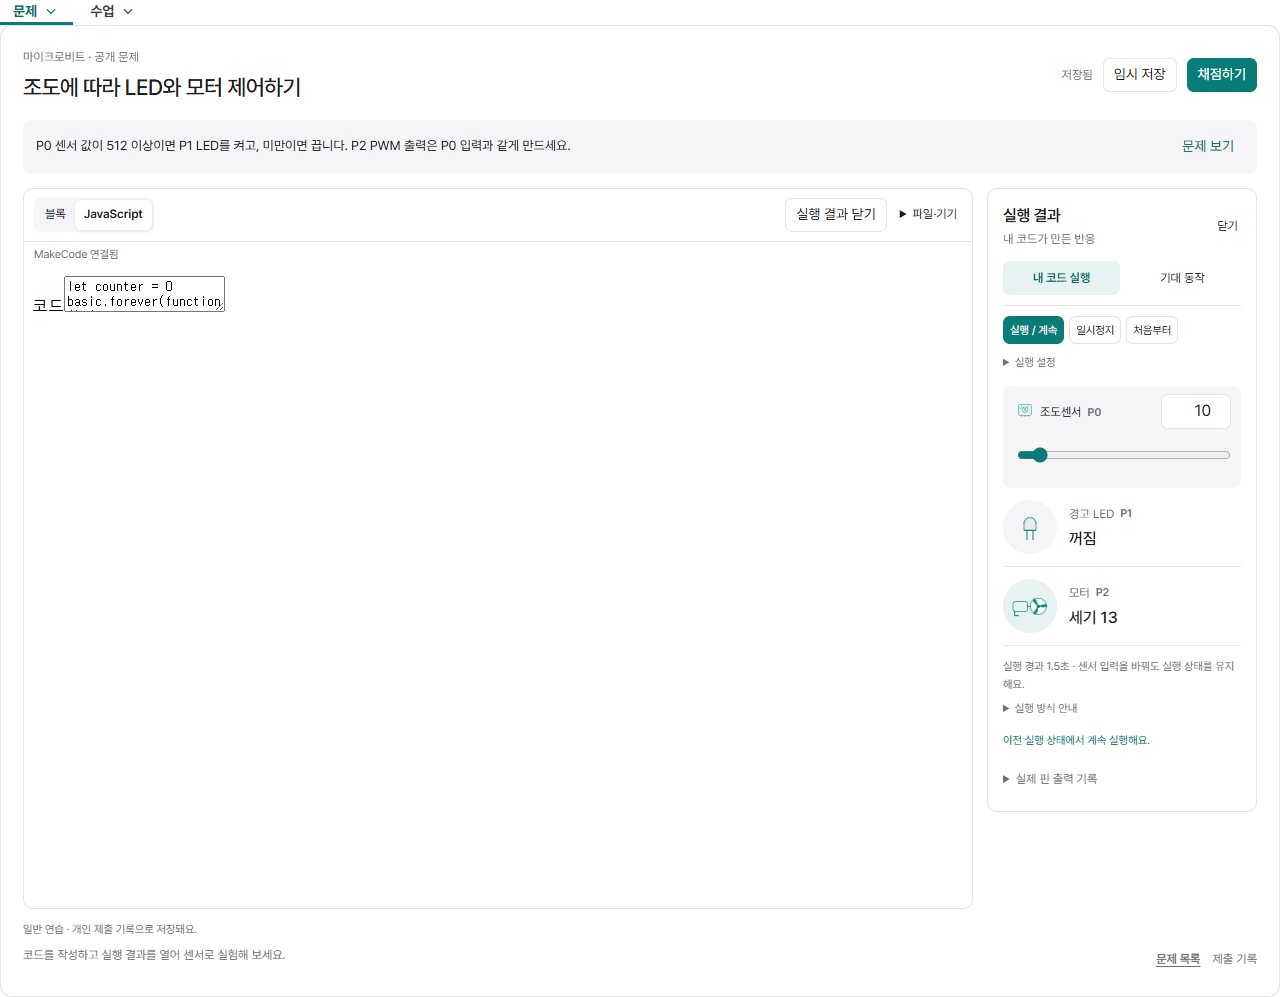 문제
수업
마이크로비트 · 공개 문제
조도에 따라 LED와 모터 제어하기
저장됨
임시 저장
채점하기
P0 센서 값이 512 이상이면 P1 LED를 켜고, 미만이면 끕니다. P2 PWM 출력은 P0 입력과 같게 만드세요.
문제 보기
블록
JavaScript
실행 결과 닫기
▶ 파일·기기
MakeCode 연결됨
코드
let counter = 0
basic.forever(function
실행 결과
내 코드가 만든 반응
닫기
내 코드 실행
기대 동작
실행 / 계속
일시정지
처음부터
▶ 실행 설정
조도센서 P0
10
경고 LED P1
꺼짐
모터 P2
세기 13
실행 경과 1.5초 · 센서 입력을 바꿔도 실행 상태를 유지
해요.
▶ 실행 방식 안내
이전 실행 상태에서 계속 실행해요.
▶ 실제 핀 출력 기록
일반 연습 · 개인 제출 기록으로 저장돼요.
코드를 작성하고 실행 결과를 열어 센서로 실험해 보세요.
문제 목록
제출 기록